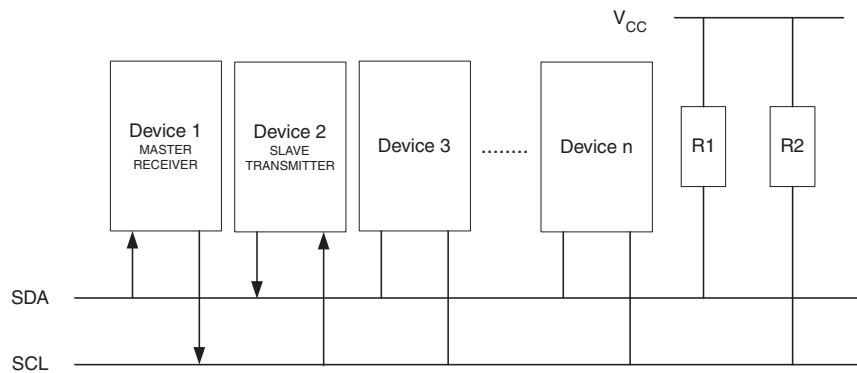 VCC
Device 1
MASTER
RECEIVER
Device 2
SLAVE
TRANSMITTER
Device 3
........
Device n
R1
R2
SDA
SCL